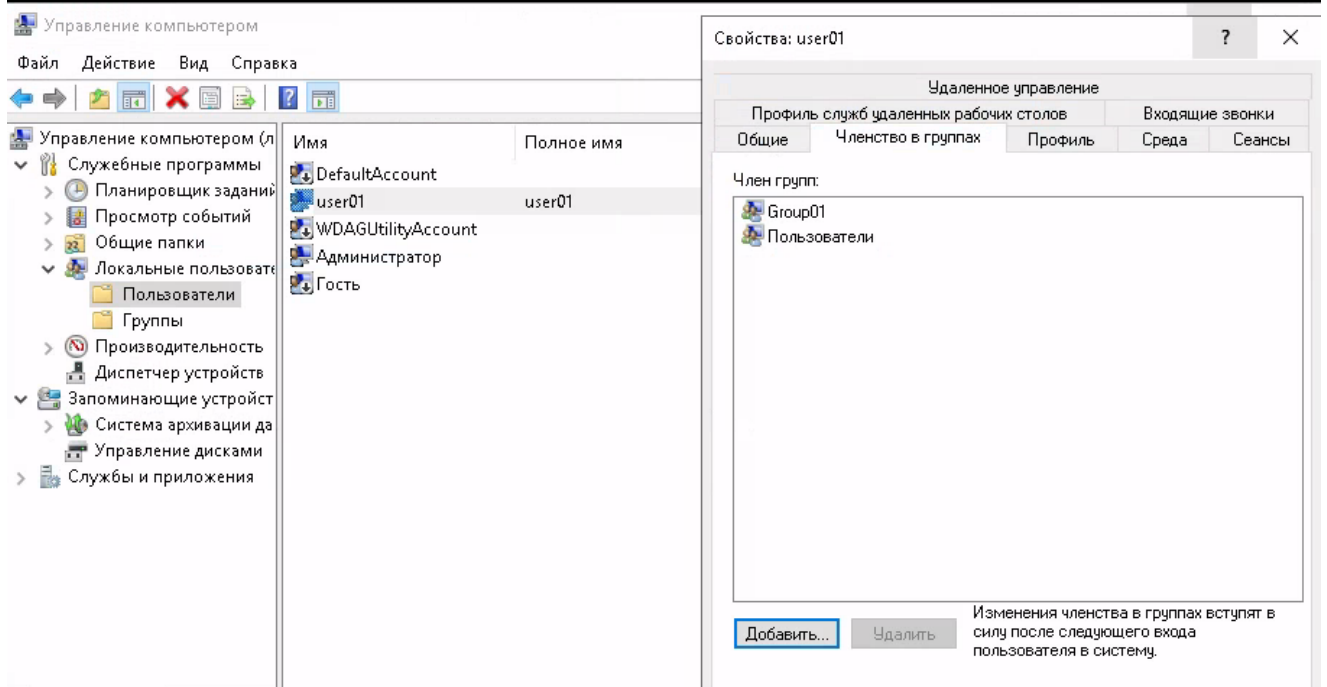 Управление компьютером
Файл Действие Вид Справка
Управление компьютером (л
Служебные программы
Планировщик заданий
Просмотр событий
Общие папки
Локальные пользовате
Пользователи
Группы
Производительность
Диспетчер устройств
Запоминающие устройст
Система архивации да
Управление дисками
Службы и приложения
Имя Полное имя
DefaultAccount
user01 user01
WDAGUtilityAccount
Администратор
Гость
Свойства: user01
Удаленное управление
Профиль служб удаленных рабочих столов Входящие звонки
Общие Членство в группах Профиль Среда Сеансы
Член групп:
Group01
Пользователи
Добавить... Удалить
Изменения членства в группах вступят в
силу после следующего входа
пользователя в систему.